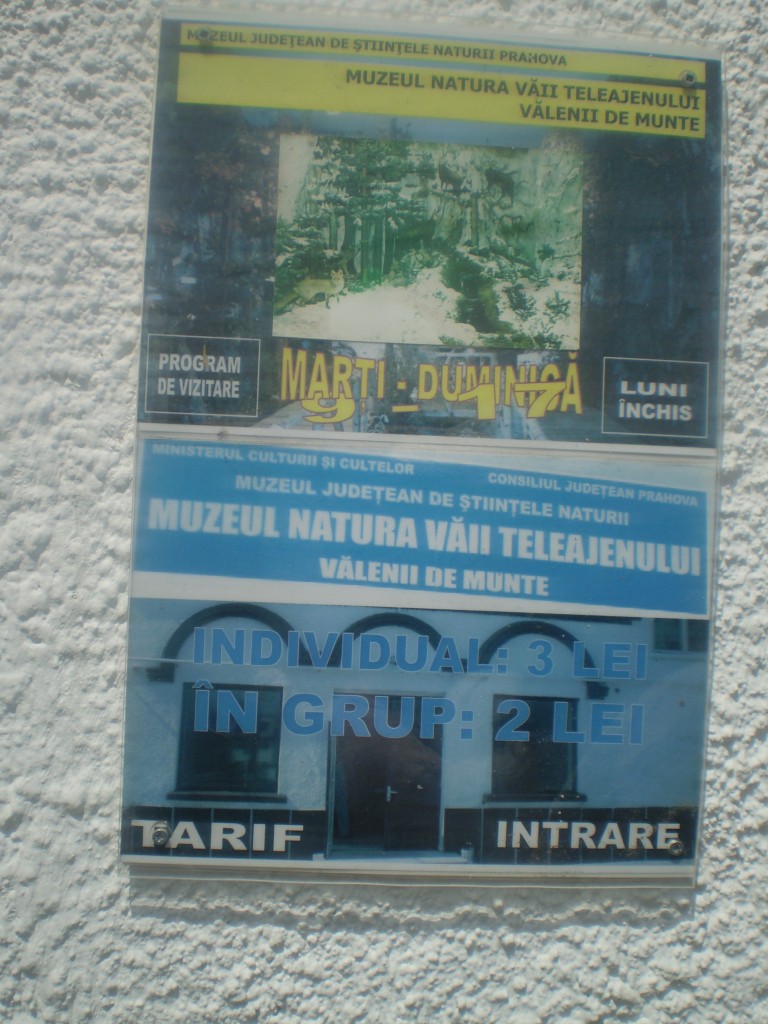 MUZEUL JUDEȚEAN DE ȘTIINȚELE NATURII PRAHOVA
MUZEUL NATURA VĂII TELEAJENULUI
VĂLENII DE MUNTE
PROGRAM
DE VIZITARE
MARȚI - DUMINICĂ
9 - 17
LUNI
ÎNCHIS
MINISTERUL CULTURII ȘI CULTELOR
CONSILIUL JUDEȚEAN PRAHOVA
MUZEUL JUDEȚEAN DE ȘTIINȚELE NATURII
MUZEUL NATURA VĂII TELEAJENULUI
VĂLENII DE MUNTE
INDIVIDUAL: 3 LEI
ÎN GRUP: 2 LEI
TARIF INTRARE